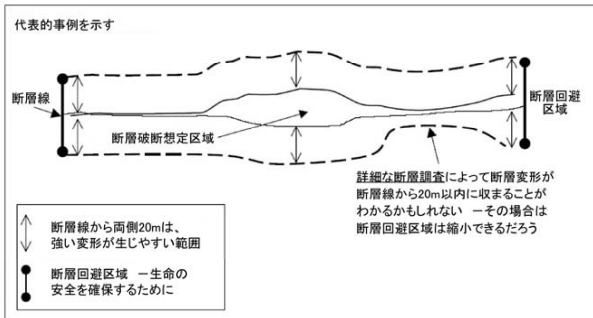 代表的事例を示す
断層線
断層破断想定区域
断層回避
区域
詳細な断層調査によって断層変形が
断層線から20m以内に収まることが
わかるかもしれない －その場合は
断層回避区域は縮小できるだろう
断層線から両側20mは、
強い変形が生じやすい範囲
断層回避区域 －生命の
安全を確保するために